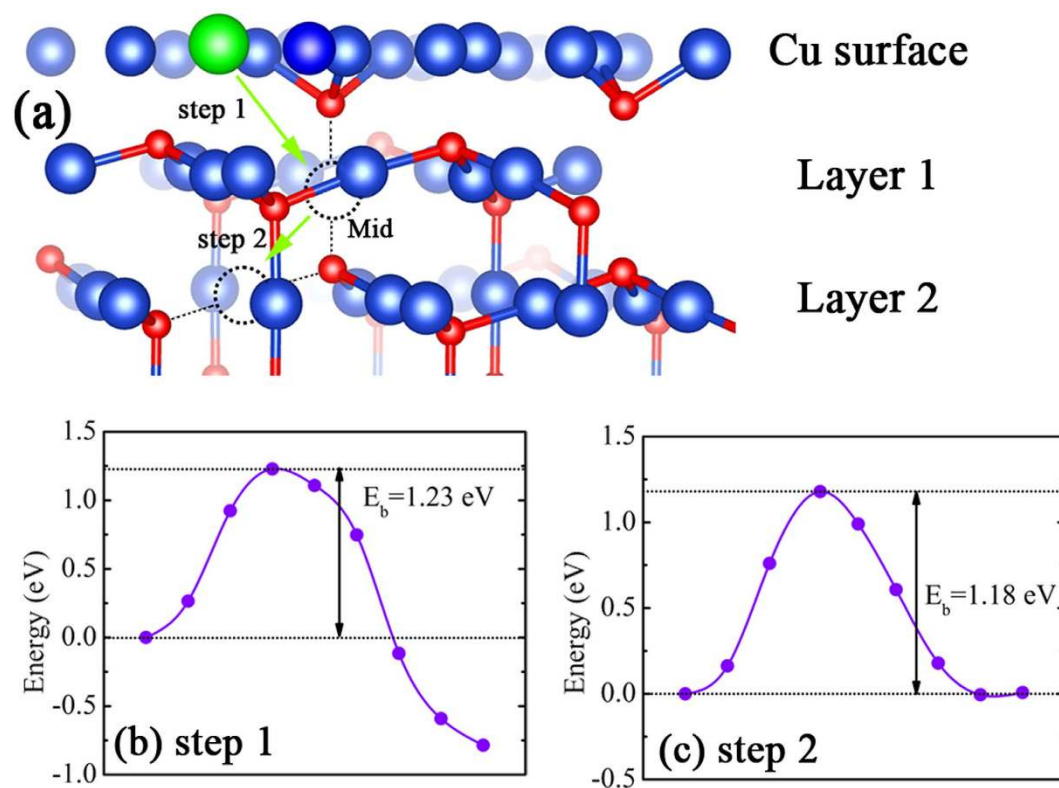 Cu surface
(a)
step 1
Layer 1
Mid
step 2
Layer 2
1.5
1.0
0.5
0.0
-0.5
-1.0
Energy (eV)
E_b=1.23 eV
(b) step 1
1.5
1.0
0.5
0.0
-0.5
Energy (eV)
E_b=1.18 eV
(c) step 2